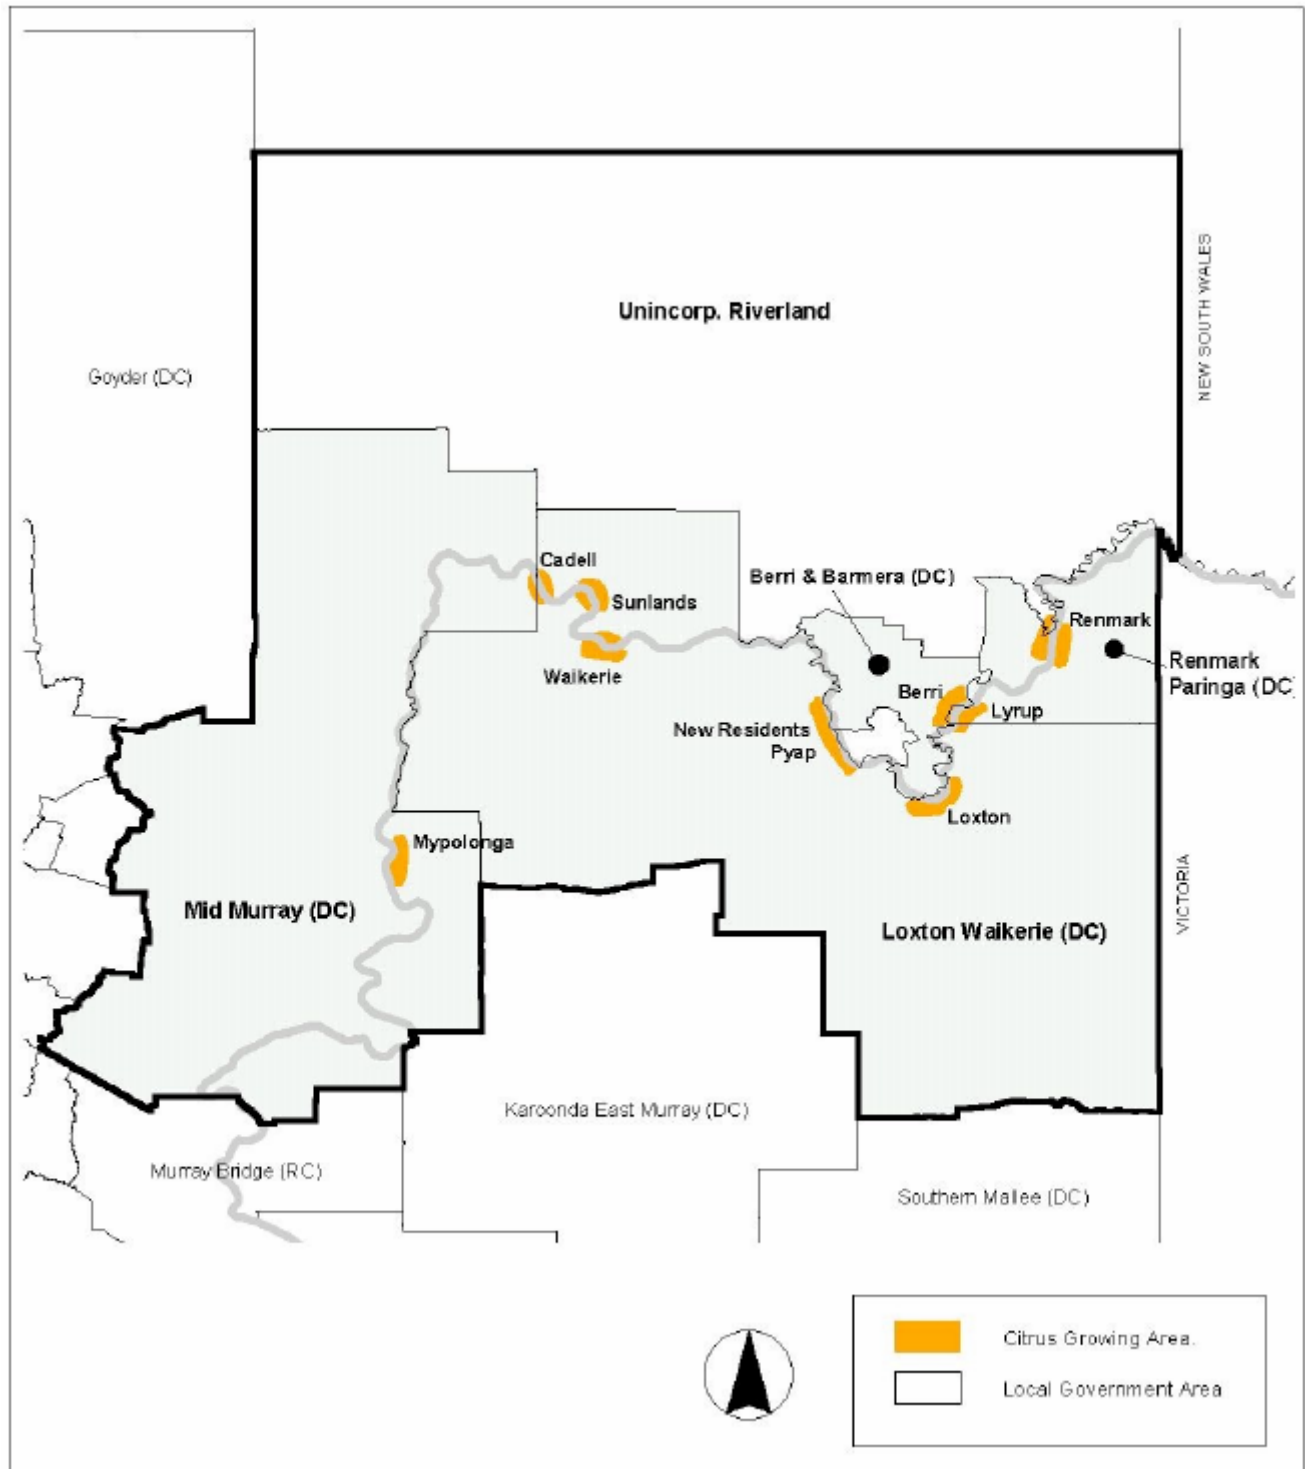 Unincorp. Riverland
NEW SOUTH WALES
Goyder (DC)
Cadell
Sunlands
Waikerie
Berri & Barmera (DC)
Renmark
Renmark
Paringa (DC)
Berri
Lyrup
New Residents
Pyap
Loxton
Mypolonga
Mid Murray (DC)
Loxton Waikerie (DC)
VICTORIA
Karoonda East Murray (DC)
Murray Bridge (RC)
Southern Mallee (DC)
Citrus Growing Area.
Local Government Area